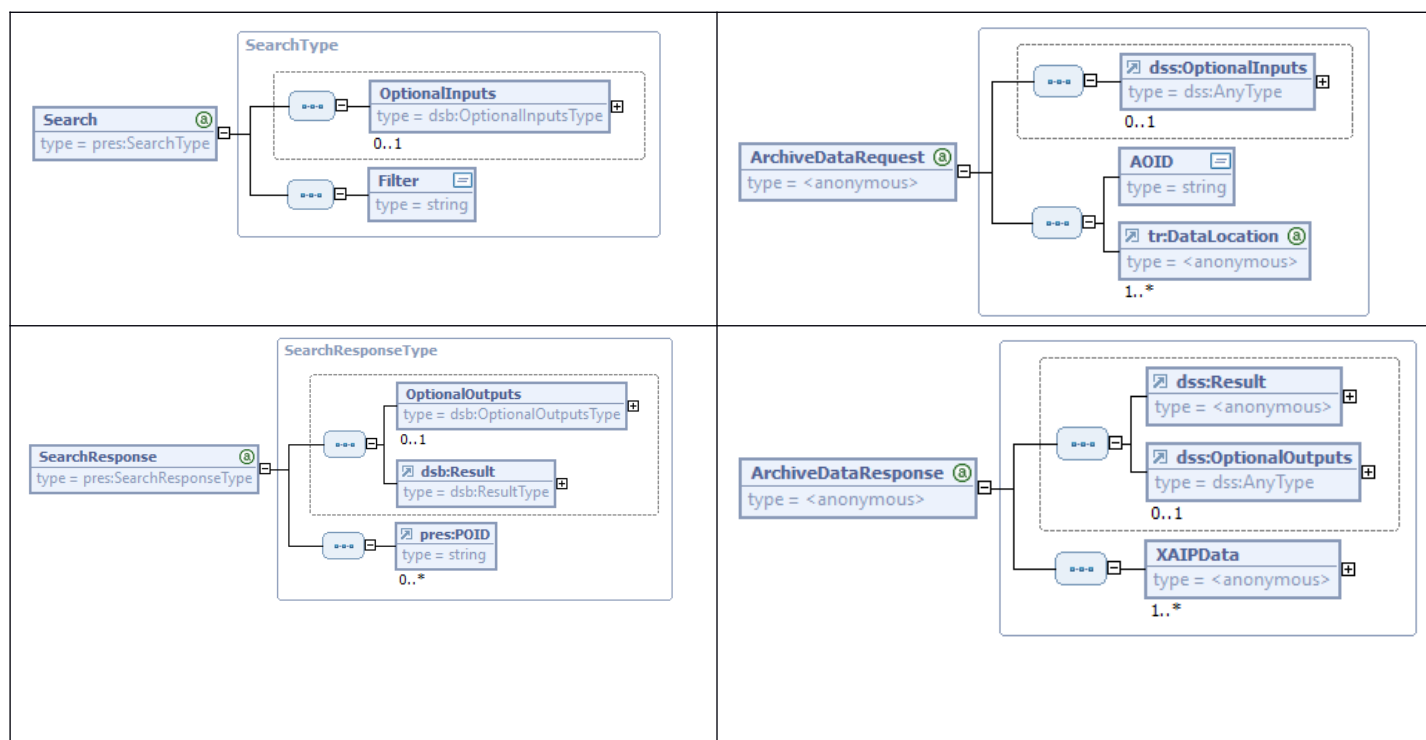 SearchType
OptionalInputs
type = dsb:OptionalInputsType
0..1
Search a
type = pres:SearchType
Filter
type = string
dss:OptionalInputs
type = dss:AnyType
0..1
ArchiveDataRequest a
type = <anonymous>
AOID
type = string
tr:DataLocation a
type = <anonymous>
1..*
SearchResponseType
OptionalOutputs
type = dsb:OptionalOutputsType
0..1
SearchResponse a
type = pres:SearchResponseType
dsb:Result
type = dsb:ResultType
pres:POID
type = string
0..*
dss:Result
type = <anonymous>
ArchiveDataResponse a
type = <anonymous>
dss:OptionalOutputs
type = dss:AnyType
0..1
XAIPData
type = <anonymous>
1..*